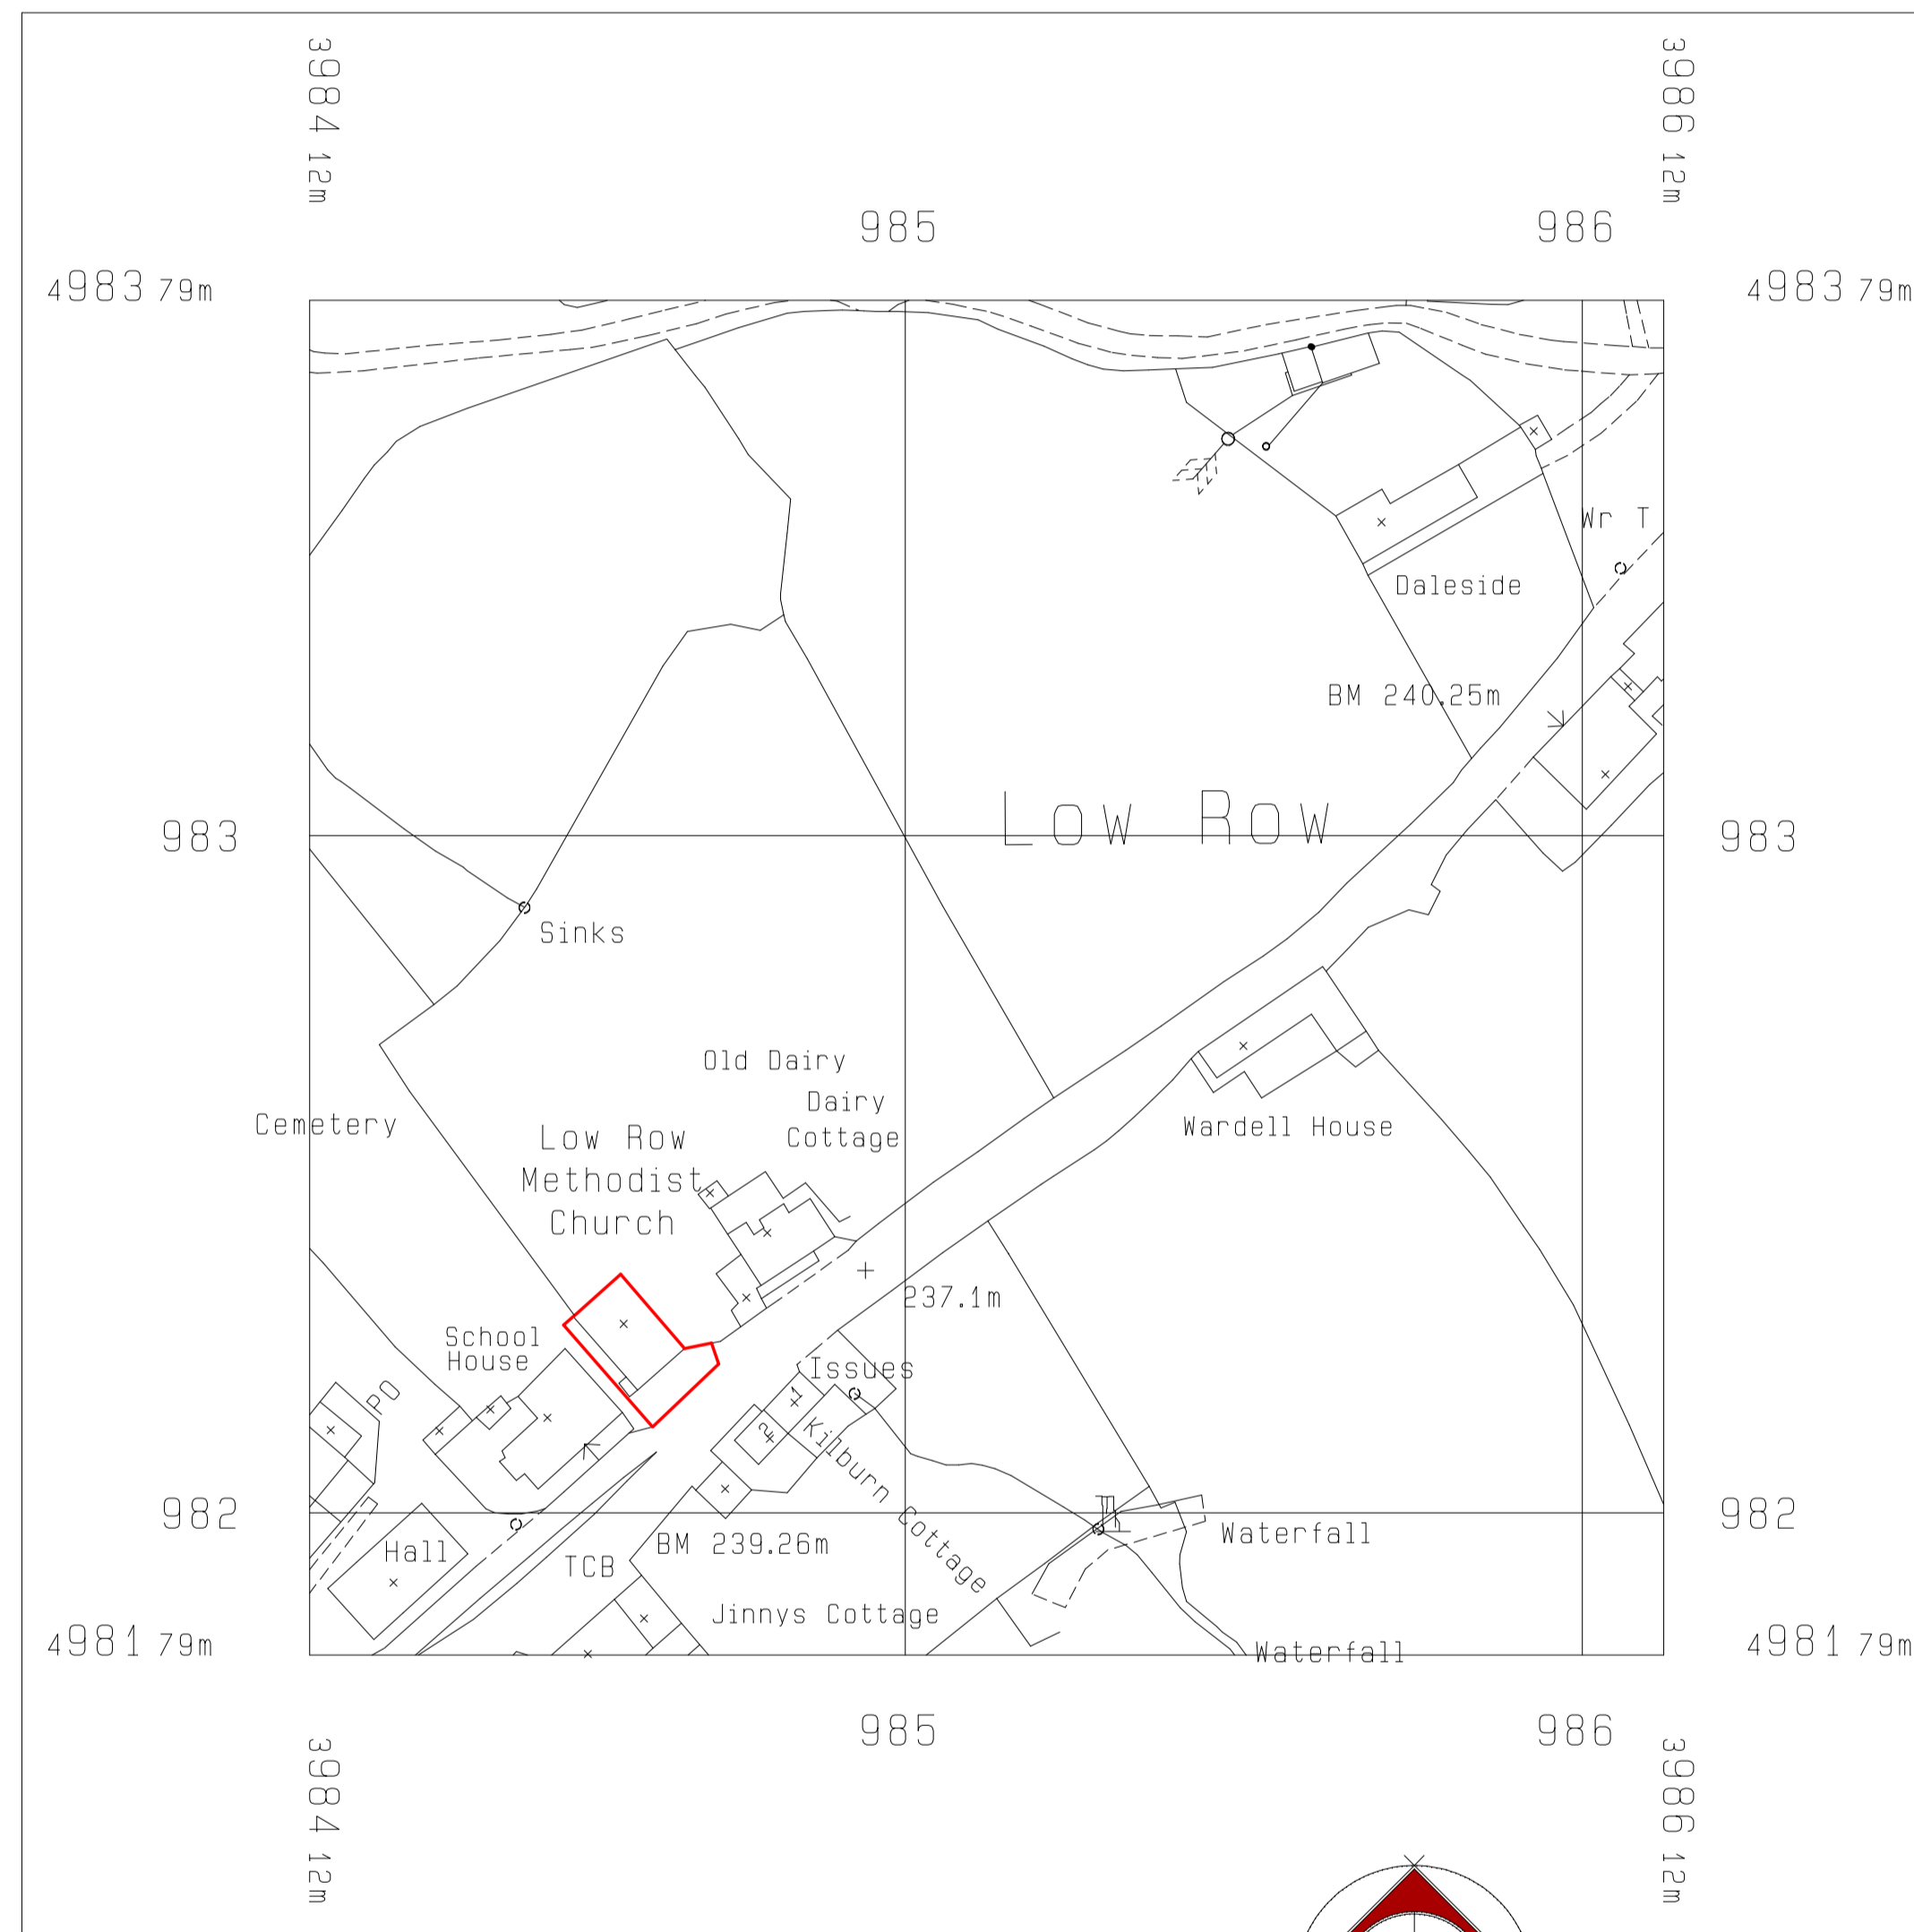 3984 12m
3986 12m
985
986
4983 79m
4983 79m
Wr T
Daleside
BM 240.25m
Low Row
983
983
Sinks
Old Dairy
Dairy
Cottage
Cemetery
Low Row
Methodist
Church
Wardell House
237.1m
School
House
Issues
PO
1
2
Kilburn Cottage
982
982
Waterfall
Hall
BM 239.26m
TCB
Jinnys Cottage
4981 79m
4981 79m
Waterfall
985
986
3984 12m
3986 12m